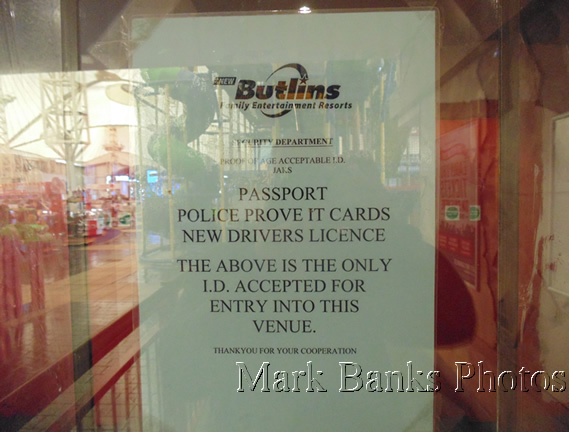 NEW
Butlins
Family Entertainment Resorts
SECURITY DEPARTMENT
PROOF OF AGE ACCEPTABLE I.D.
PASSPORT
POLICE PROVE IT CARDS
NEW DRIVERS LICENCE
THE ABOVE IS THE ONLY
I.D. ACCEPTED FOR
ENTRY INTO THIS
VENUE.
THANKYOU FOR YOUR COOPERATION
Mark Banks Photos